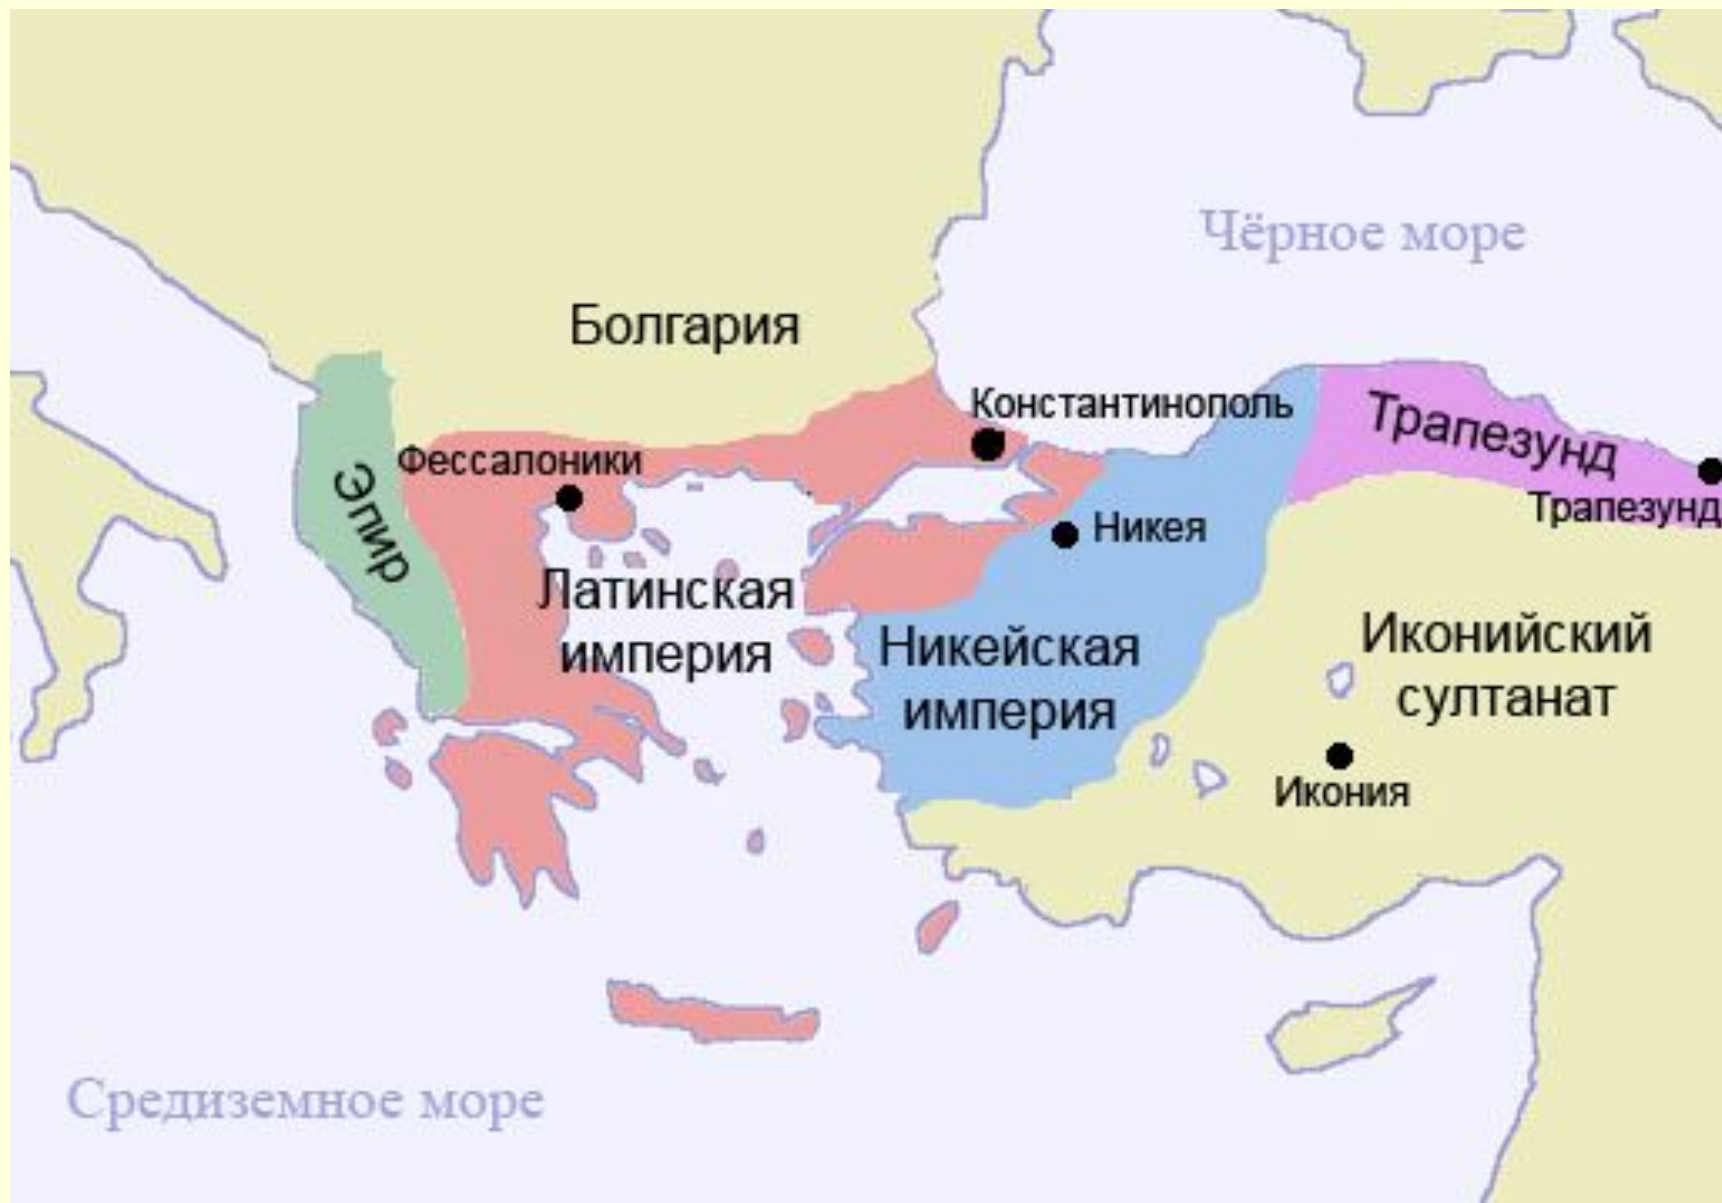 Чёрное море
Болгария
Константинополь
Трапезунд
Фессалоники
Эпир
Трапезунд
Никея
Латинская
империя
Никейская
империя
Иконийский
султанат
Икония
Средиземное море